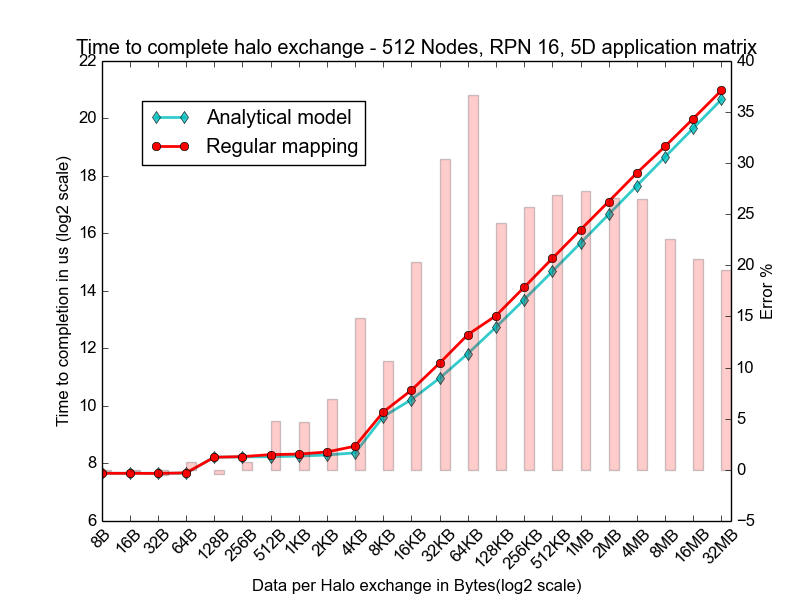 Time to complete halo exchange - 512 Nodes, RPN 16, 5D application matrix
Analytical model
Regular mapping
Time to completion in us (log2 scale)
22
20
18
16
14
12
10
8
6
Error %
40
35
30
25
20
15
10
5
0
−5
8B
16B
32B
64B
128B
256B
512B
1KB
2KB
4KB
8KB
16KB
32KB
64KB
128KB
256KB
512KB
1MB
2MB
4MB
8MB
16MB
32MB
Data per Halo exchange in Bytes(log2 scale)